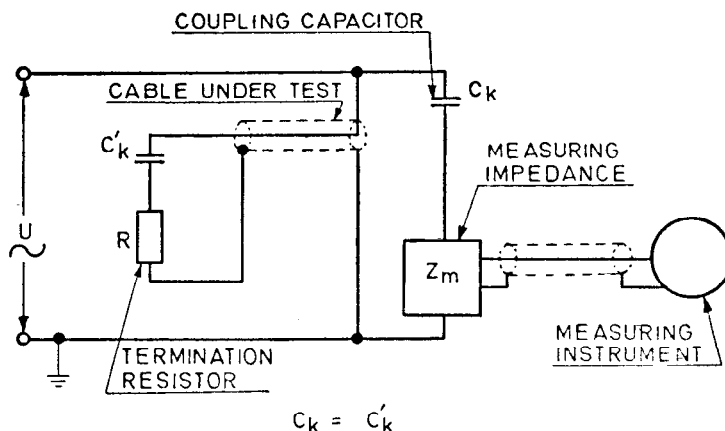 COUPLING CAPACITOR
CABLE UNDER TEST
Ck
C'k
MEASURING
IMPEDANCE
U
R
Zm
TERMINATION
RESISTOR
MEASURING
INSTRUMENT
Ck = C'k